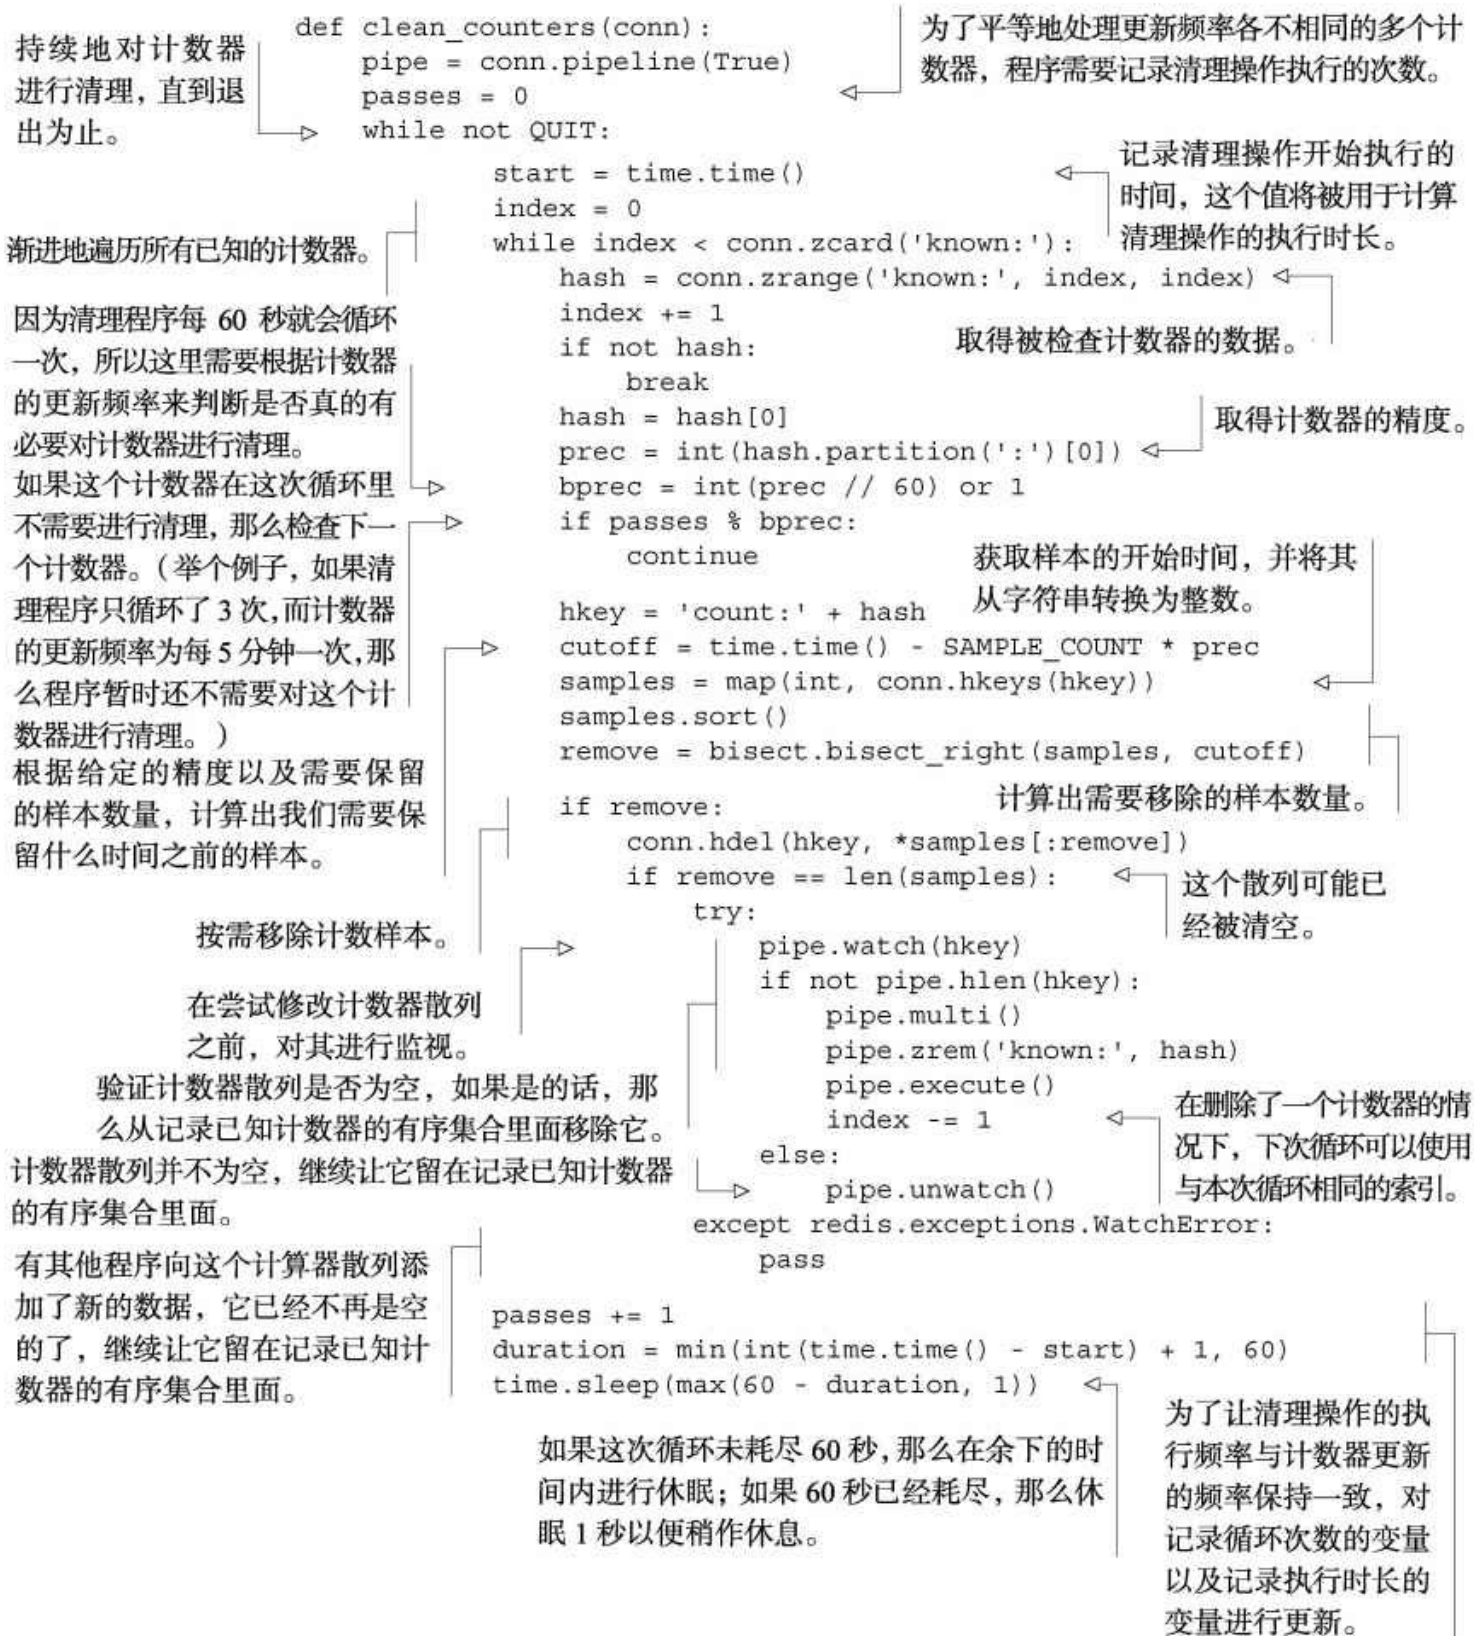 def clean_counters(conn):
pipe = conn.pipeline(True)
passes = 0
while not QUIT:
持续地对计数器
进行清理，直到退
出为止。
为了平等地处理更新频率各不相同的多个计
数器，程序需要记录清理操作执行的次数。
start = time.time()
index = 0
while index < conn.zcard('known:'):
记录清理操作开始执行的
时间，这个值将被用于计算
清理操作的执行时长。
渐进地遍历所有已知的计数器。
hash = conn.zrange('known:', index, index)
index += 1
if not hash:
break
取得被检查计数器的数据。
hash = hash[0]
prec = int(hash.partition(':')[0])
取得计数器的精度。
bprec = int(prec // 60) or 1
因为清理程序每 60 秒就会循环
一次，所以这里需要根据计数器
的更新频率来判断是否真的有
必要对计数器进行清理。
if passes % bprec:
continue
如果这个计数器在这次循环里
不需要进行清理，那么检查下一
个计数器。（举个例子，如果清
理程序只循环了 3 次，而计数器
的更新频率为每 5 分钟一次，那
么程序暂时还不需要对这个计
数器进行清理。）
hkey = 'count:' + hash
cutoff = time.time() - SAMPLE_COUNT * prec
根据给定的精度以及需要保留
的样本数量，计算出我们需要保
留什么时间之前的样本。
samples = map(int, conn.hkeys(hkey))
获取样本的开始时间，并将其
从字符串转换为整数。
samples.sort()
remove = bisect.bisect_right(samples, cutoff)
计算出需要移除的样本数量。
if remove:
conn.hdel(hkey, *samples[:remove])
按需移除计数样本。
if remove == len(samples):
这个散列可能已
经被清空。
try:
pipe.watch(hkey)
在尝试修改计数器散列
之前，对其进行监视。
if not pipe.hlen(hkey):
pipe.multi()
pipe.zrem('known:', hash)
pipe.execute()
验证计数器散列是否为空，如果是的话，那
么从记录已知计数器的有序集合里面移除它。
index -= 1
在删除了一个计数器的情
况下，下次循环可以使用
与本次循环相同的索引。
else:
pipe.unwatch()
计数器散列并不为空，继续让它留在记录已知计数器
的有序集合里面。
except redis.exceptions.WatchError:
pass
有其他程序向这个计算器散列添
加了新的数据，它已经不再是空
的了，继续让它留在记录已知计
数器的有序集合里面。
passes += 1
duration = min(int(time.time() - start) + 1, 60)
time.sleep(max(60 - duration, 1))
如果这次循环未耗尽 60 秒，那么在余下的时
间内进行休眠；如果 60 秒已经耗尽，那么休
眠 1 秒以便稍作休息。
为了让清理操作的执
行频率与计数器更新
的频率保持一致，对
记录循环次数的变量
以及记录执行时长的
变量进行更新。